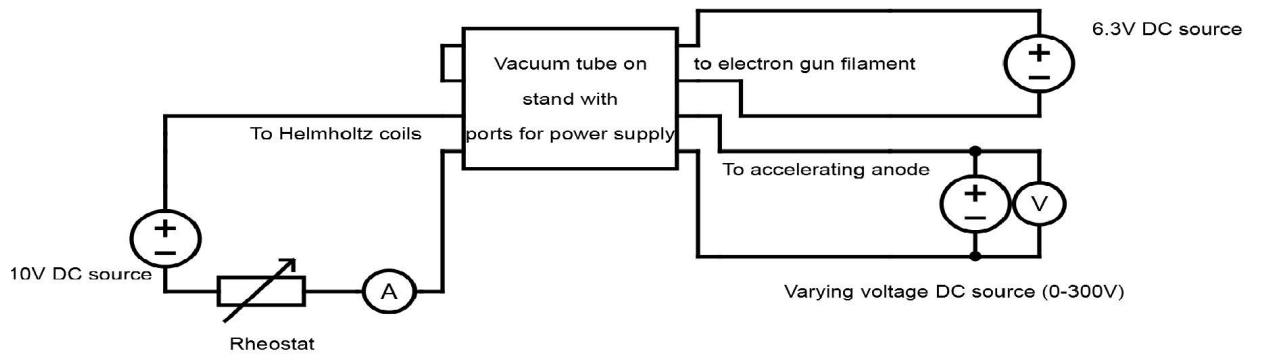 6.3V DC source
Vacuum tube on
stand with
ports for power supply
to electron gun filament
To Helmholtz coils
To accelerating anode
+
−
+
−
V
+
−
10V DC source
A
Rheostat
Varying voltage DC source (0-300V)